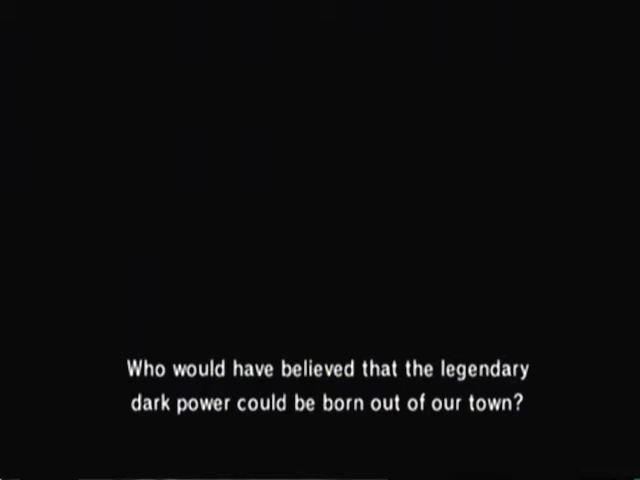 Who would have believed that the legendary
dark power could be born out of our town?